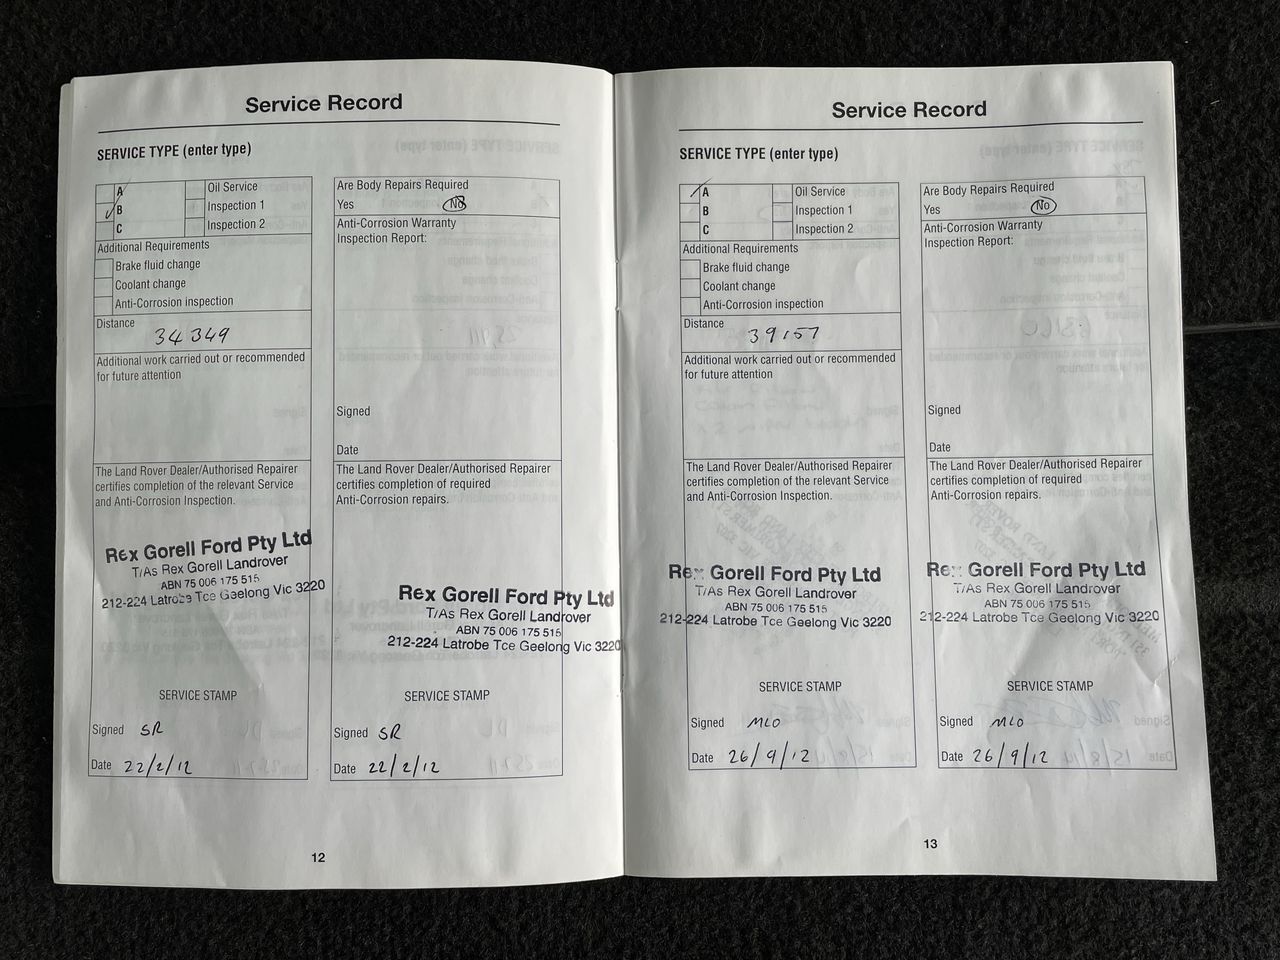 Service Record
SERVICE TYPE (enter type)
A Oil Service
B Inspection 1
C Inspection 2
Additional Requirements
Brake fluid change
Coolant change
Anti-Corrosion inspection
Distance
34 349
Additional work carried out or recommended
for future attention
The Land Rover Dealer/Authorised Repairer
certifies completion of the relevant Service
and Anti-Corrosion Inspection.
Rex Gorell Ford Pty Ltd
T/As Rex Gorell Landrover
ABN 75 006 175 515
212-224 Latrobe Tce Geelong Vic 3220
SERVICE STAMP
Signed SR
Date 22/2/12
Are Body Repairs Required
Yes No
Anti-Corrosion Warranty
Inspection Report:
Signed
Date
The Land Rover Dealer/Authorised Repairer
certifies completion of required
Anti-Corrosion repairs.
Rex Gorell Ford Pty Ltd
T/As Rex Gorell Landrover
ABN 75 006 175 515
212-224 Latrobe Tce Geelong Vic 3220
SERVICE STAMP
Signed SR
Date 22/2/12
12
Service Record
SERVICE TYPE (enter type)
A Oil Service
B Inspection 1
C Inspection 2
Additional Requirements
Brake fluid change
Coolant change
Anti-Corrosion inspection
Distance
39157
Additional work carried out or recommended
for future attention
The Land Rover Dealer/Authorised Repairer
certifies completion of the relevant Service
and Anti-Corrosion Inspection.
Rex Gorell Ford Pty Ltd
T/As Rex Gorell Landrover
ABN 75 006 175 515
212-224 Latrobe Tce Geelong Vic 3220
SERVICE STAMP
Signed MLO
Date 26/9/12
Are Body Repairs Required
Yes No
Anti-Corrosion Warranty
Inspection Report:
Signed
Date
The Land Rover Dealer/Authorised Repairer
certifies completion of required
Anti-Corrosion repairs.
Rex Gorell Ford Pty Ltd
T/As Rex Gorell Landrover
ABN 75 006 175 515
212-224 Latrobe Tce Geelong Vic 3220
SERVICE STAMP
Signed MLO
Date 26/9/12
13